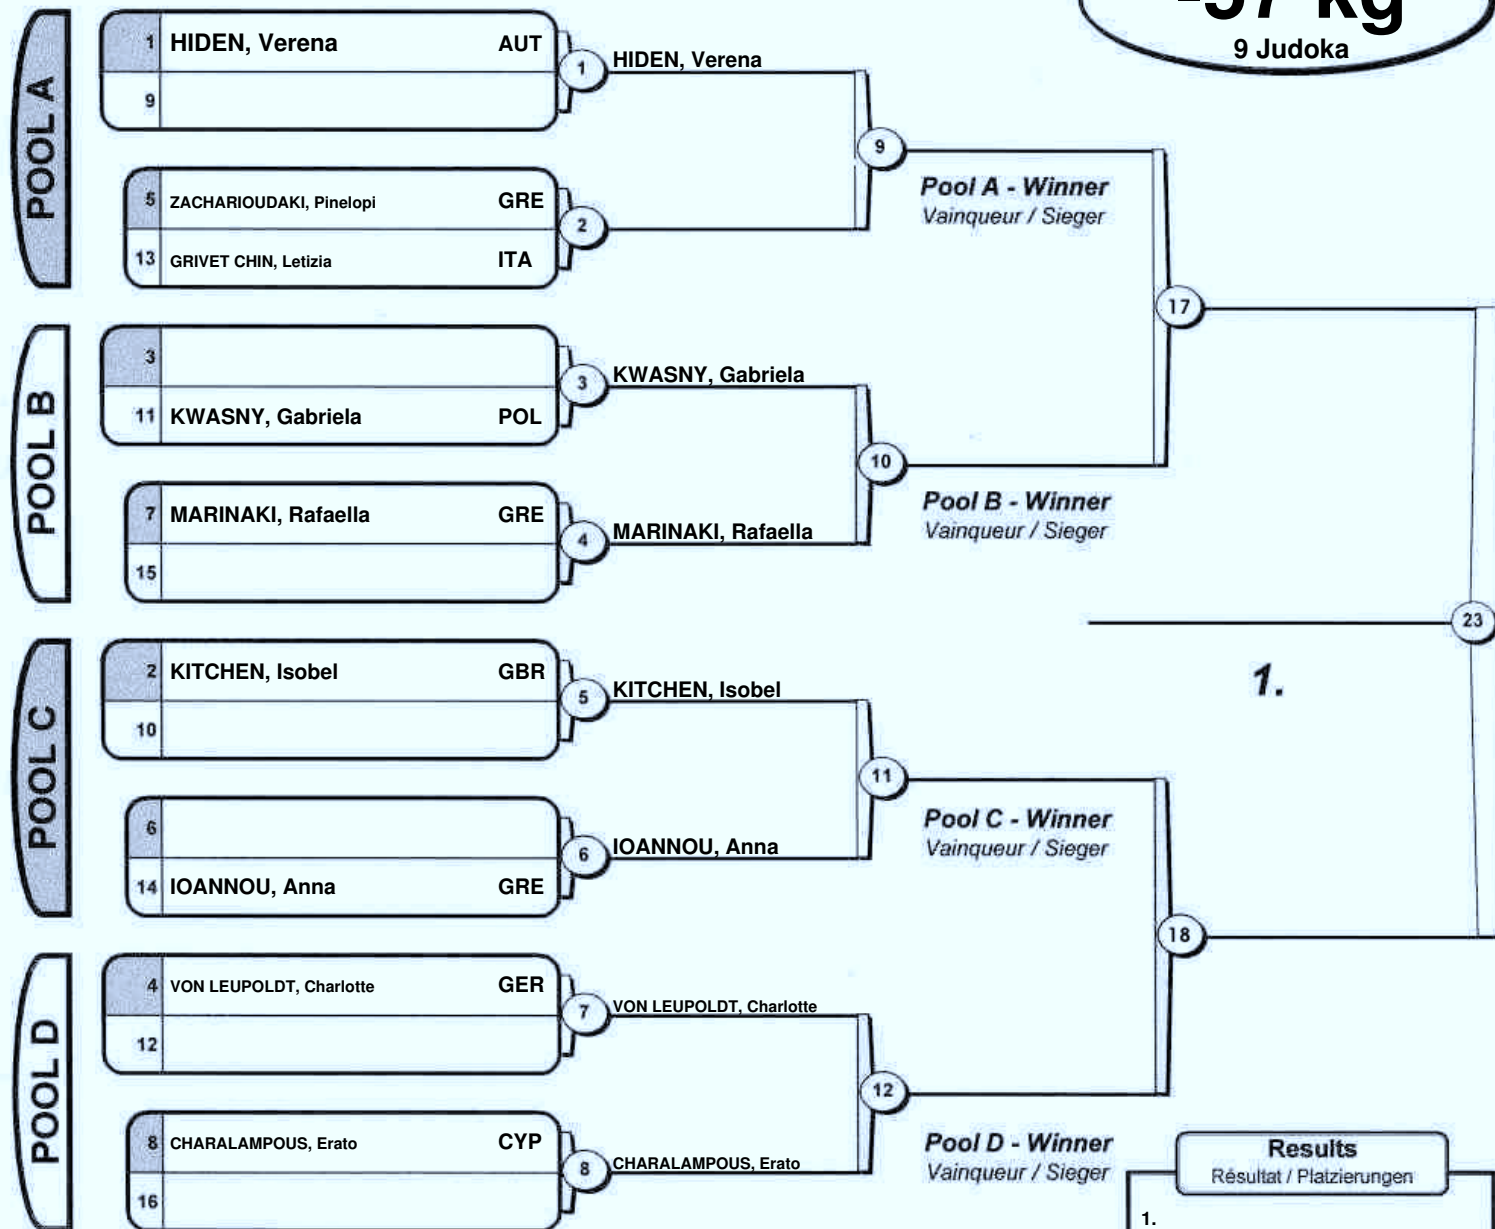 -57 kg
9 Judoka
POOL A
1 HIDEN, Verena AUT
9
1
HIDEN, Verena
5 ZACHARIOUDAKI, Pinelopi GRE
13 GRIVET CHIN, Letizia ITA
2
9
Pool A - Winner
Vainqueur / Sieger
POOL B
3
11 KWASNY, Gabriela POL
3
KWASNY, Gabriela
7 MARINAKI, Rafaella GRE
15
4
MARINAKI, Rafaella
10
Pool B - Winner
Vainqueur / Sieger
17
POOL C
2 KITCHEN, Isobel GBR
10
5
KITCHEN, Isobel
6
14 IOANNOU, Anna GRE
6
IOANNOU, Anna
11
Pool C - Winner
Vainqueur / Sieger
23
1.
POOL D
4 VON LEUPOLDT, Charlotte GER
12
7
VON LEUPOLDT, Charlotte
8 CHARALAMPOUS, Erato CYP
16
8
CHARALAMPOUS, Erato
12
Pool D - Winner
Vainqueur / Sieger
18
Results
Résultat / Platzierungen
1.